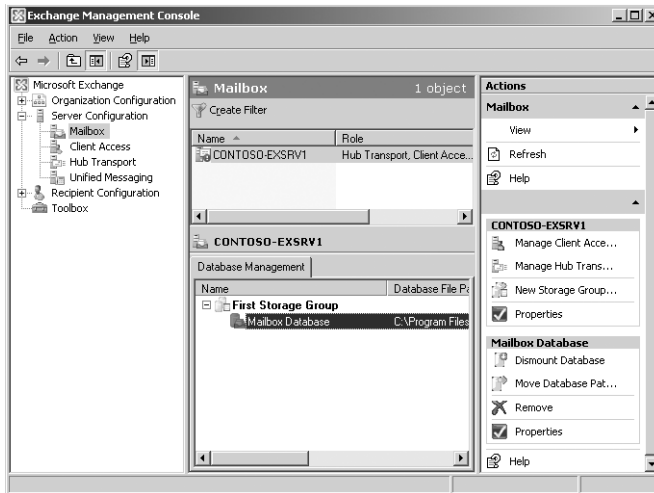 Exchange Management Console
File Action View Help
Microsoft Exchange
Organization Configuration
Server Configuration
Mailbox
Client Access
Hub Transport
Unified Messaging
Recipient Configuration
Toolbox
Mailbox 1 object
Create Filter
Name Role
CONTOSO-EXSRV1 Hub Transport, Client Acce...
CONTOSO-EXSRV1
Database Management
Name Database File Pa
First Storage Group
Mailbox Database C:\Program Files
Actions
Mailbox
View
Refresh
Help
CONTOSO-EXSRV1
Manage Client Acce...
Manage Hub Trans...
New Storage Group...
Properties
Mailbox Database
Dismount Database
Move Database Pat...
Remove
Properties
Help